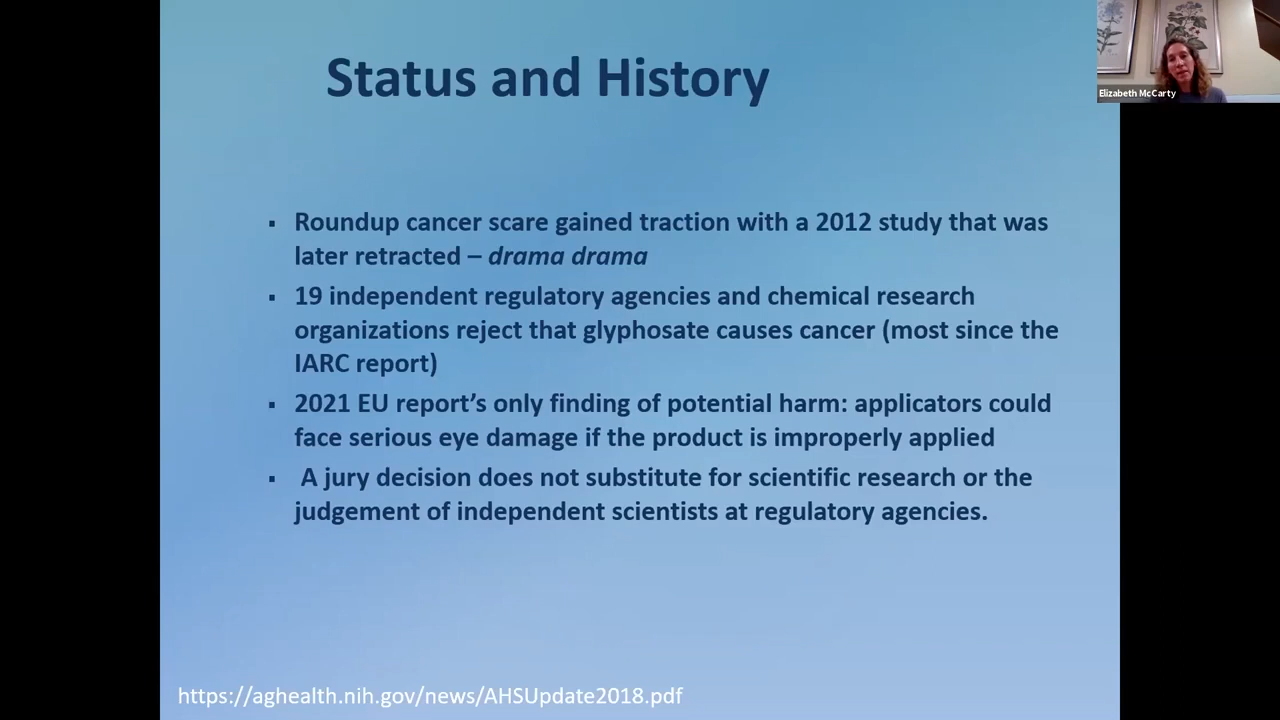 Status and History
Elizabeth McCarty
▪ Roundup cancer scare gained traction with a 2012 study that was
later retracted – drama drama
▪ 19 independent regulatory agencies and chemical research
organizations reject that glyphosate causes cancer (most since the
IARC report)
▪ 2021 EU report’s only finding of potential harm: applicators could
face serious eye damage if the product is improperly applied
▪ A jury decision does not substitute for scientific research or the
judgement of independent scientists at regulatory agencies.
https://aghealth.nih.gov/news/AHSUpdate2018.pdf